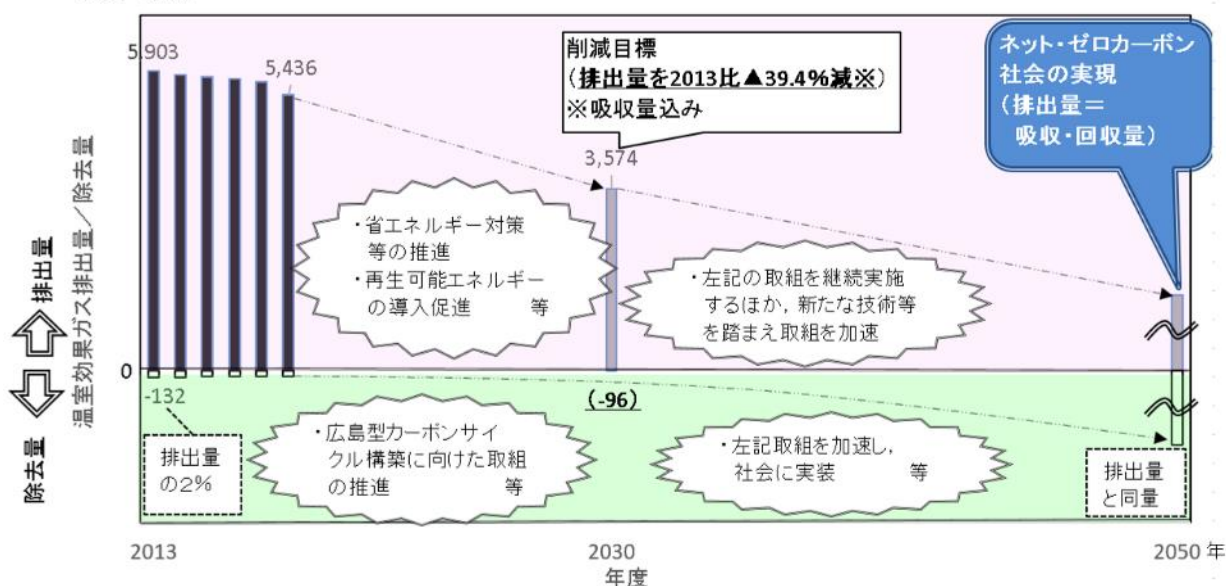 5,903
5,436
削減目標
（排出量を2013比▲39.4%減※）
※吸収量込み
3,574
ネット・ゼロカーボン
社会の実現
（排出量＝
吸収・回収量）
・省エネルギー対策
等の推進
・再生可能エネルギー
の導入促進　等
・左記の取組を継続実施
するほか，新たな技術等
を踏まえ取組を加速
排出量
除去量
温室効果ガス排出量／除去量
0
-132
(-96)
排出量
の2%
・広島型カーボンサイ
クル構築に向けた取組
の推進　等
・左記取組を加速し，
社会に実装　等
排出量
と同量
2013
2030
2050 年
年度